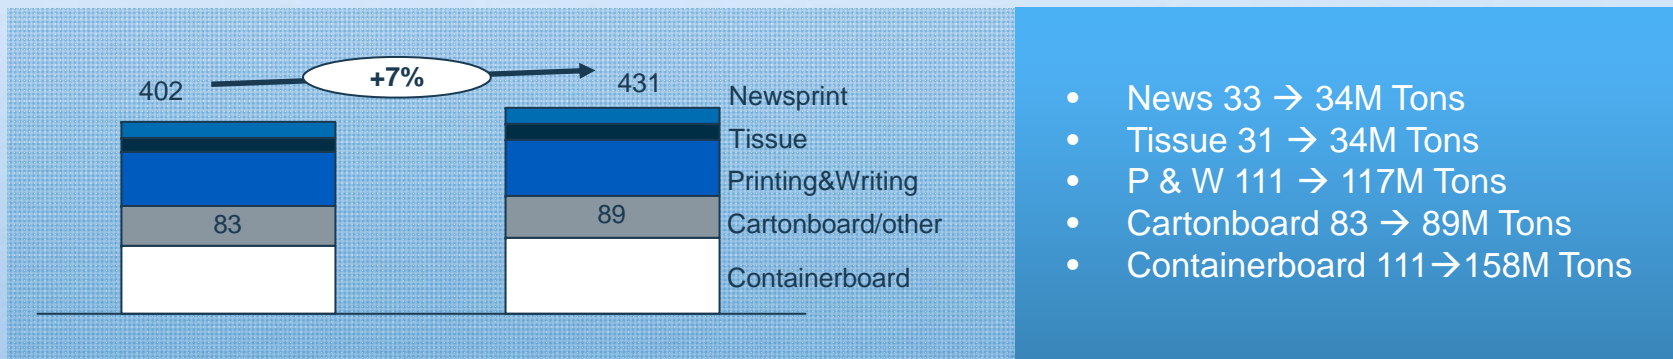 +7%
402
431
Newsprint
Tissue
Printing&Writing
83
89
Cartonboard/other
Containerboard
• News 33 → 34M Tons
• Tissue 31 → 34M Tons
• P & W 111 → 117M Tons
• Cartonboard 83 → 89M Tons
• Containerboard 111→158M Tons